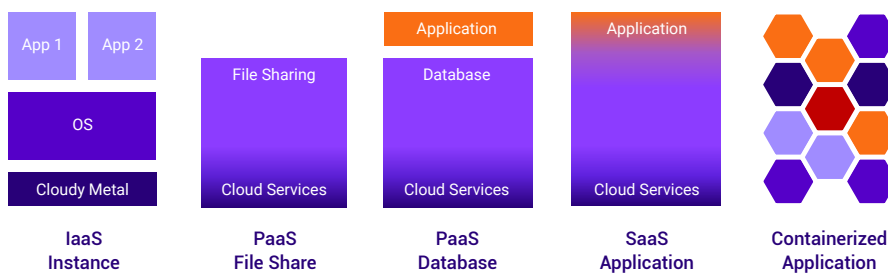 App 1
App 2
OS
Cloudy Metal
IaaS
Instance
File Sharing
Cloud Services
PaaS
File Share
Application
Database
Cloud Services
PaaS
Database
Application
Cloud Services
SaaS
Application
Containerized
Application